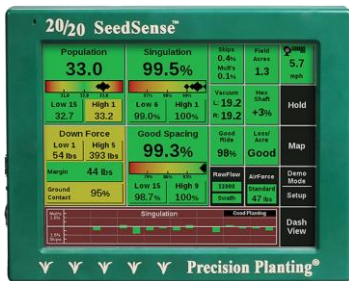 20/20 SeedSense™
Population
33.0
Low 15
32.7
High 1
33.2
Singulation
99.5%
Low 6
99.0%
High 1
100%
Skips
0.4%
Mult's
0.1%
Field
Acres
1.3
5.7
mph
Vacuum
L: 19.2
R: 19.2
Hex
Shaft
+3%
Hold
Down Force
Low 1
54 lbs
High 5
393 lbs
Margin
44 lbs
Ground
Contact
95%
Good Spacing
99.3%
Low 15
98.7%
High 9
100%
Good
Ride
98%
Loss/
Acre
Good
Map
RowFlow
Swath
AirForce
Standard
47 lbs
Demo
Mode
Setup
Singulation
Good Planting
Dash
View
Precision Planting®